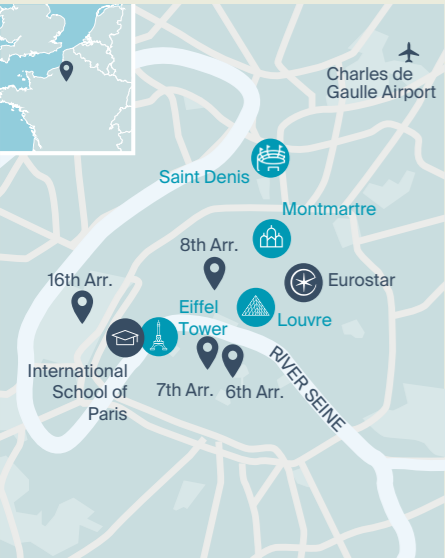 Charles de
Gaulle Airport
Saint Denis
Montmartre
8th Arr.
16th Arr.
Eurostar
Eiffel
Tower
Louvre
International
School of
Paris
7th Arr.
6th Arr.
RIVER SEINE